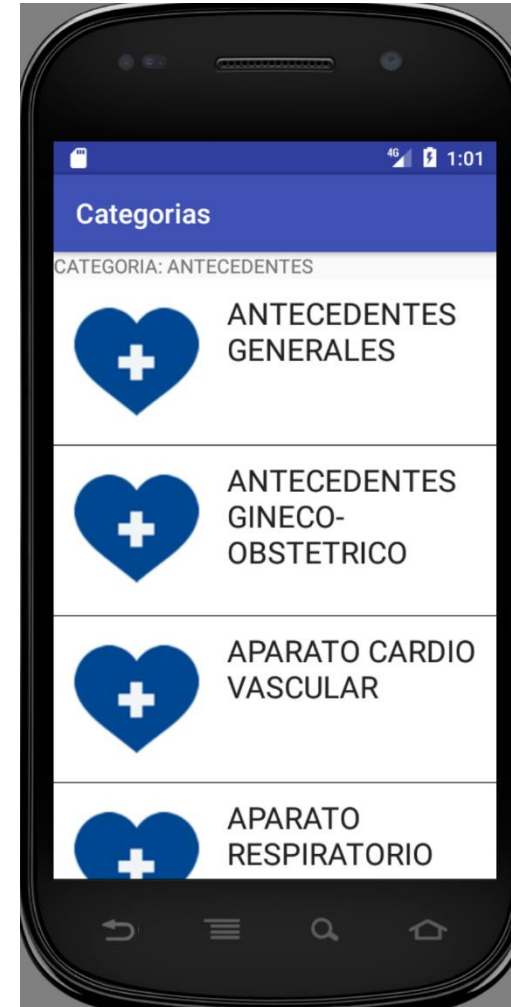 4G 1:01
Categorias
CATEGORIA: ANTECEDENTES
ANTECEDENTES
GENERALES
ANTECEDENTES
GINECO-
OBSTETRICO
APARATO CARDIO
VASCULAR
APARATO
RESPIRATORIO